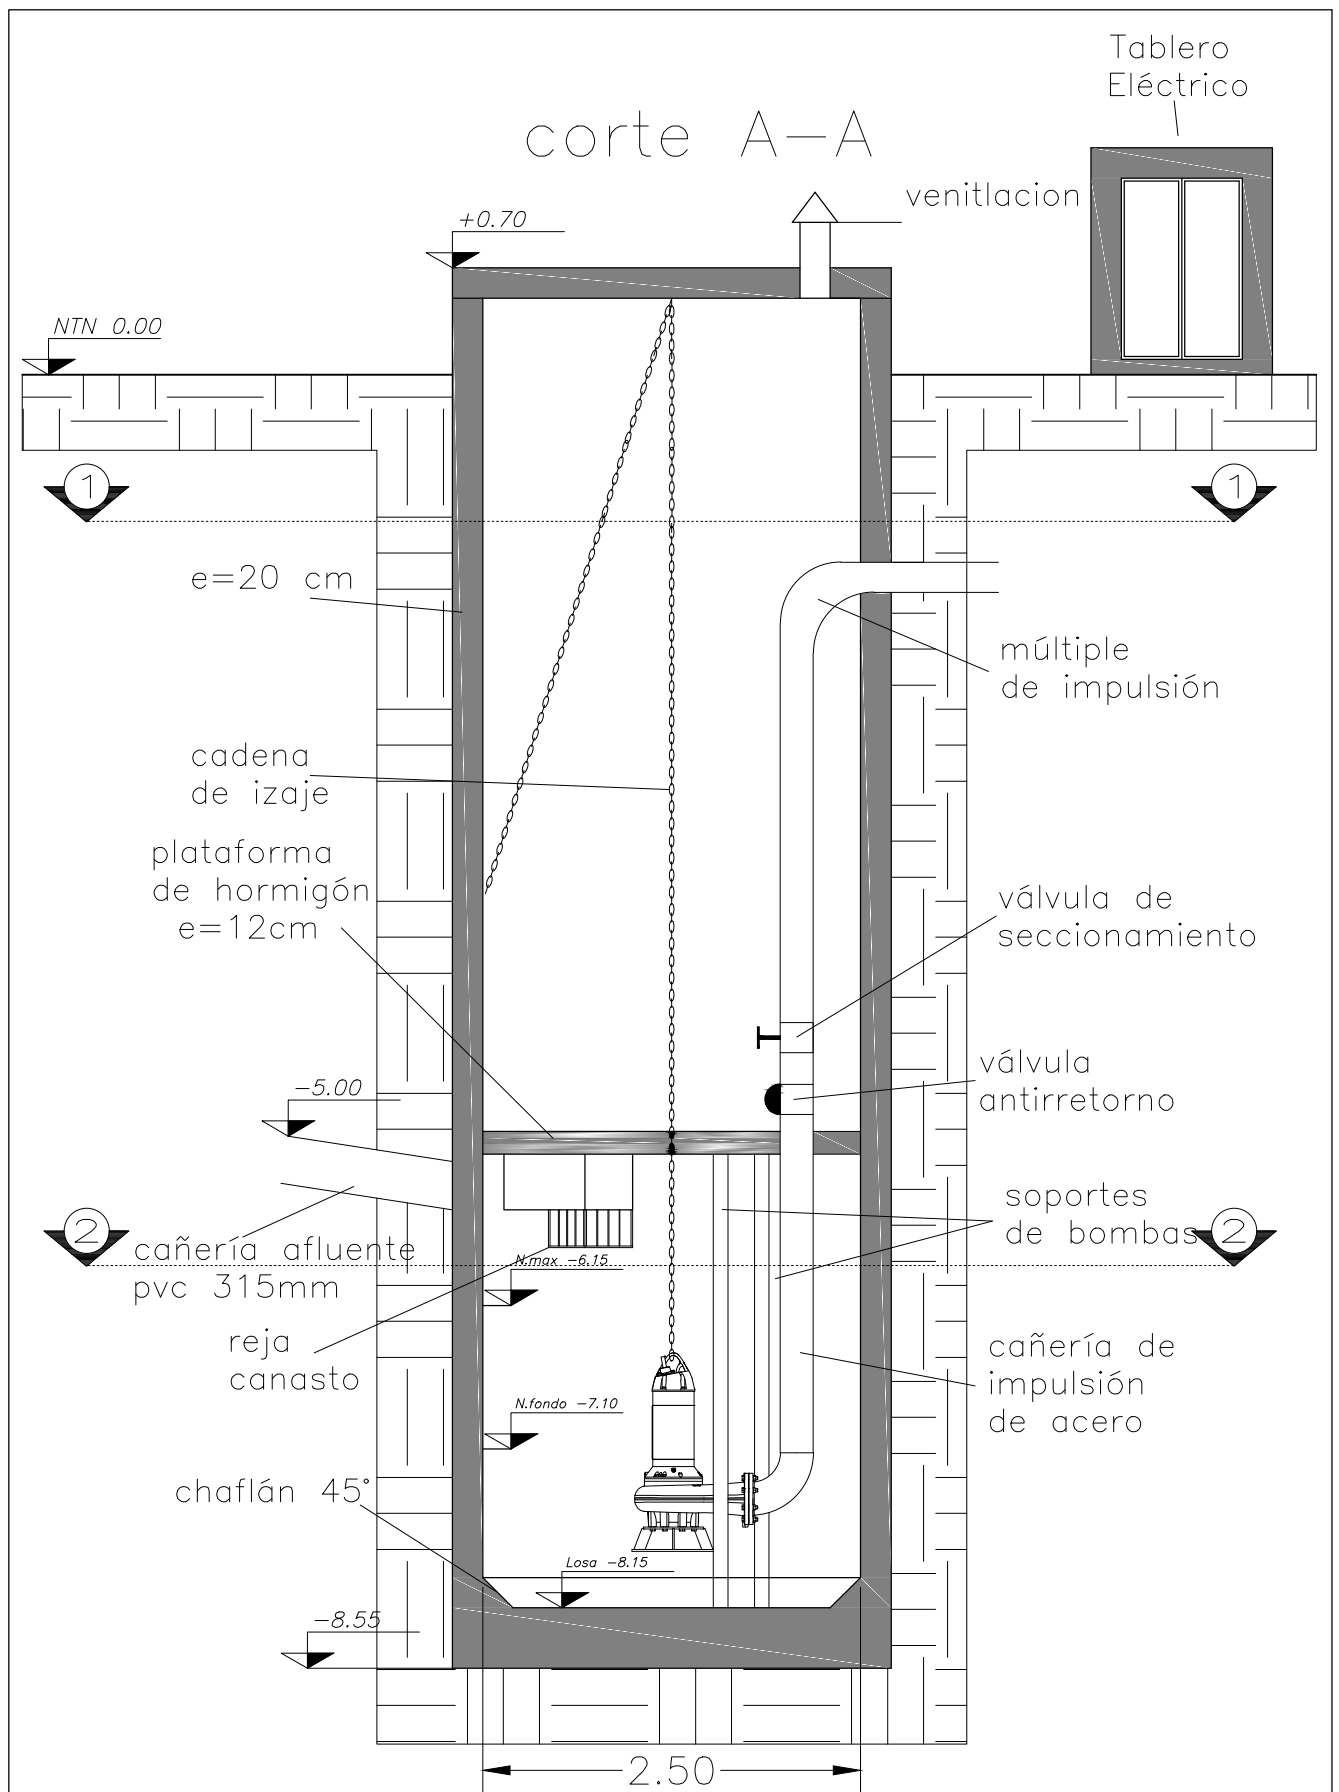 Tablero
Eléctrico
corte A-A
venitlacion
+0.70
NTN 0.00
1
1
e=20 cm
múltiple
de impulsión
cadena
de izaje
plataforma
de hormigón
e=12cm
válvula de
seccionamiento
válvula
antirretorno
-5.00
soportes
de bombas
2
2
cañería afluente
pvc 315mm
N.max -6.15
reja
canasto
cañería de
impulsión
de acero
N.fondo -7.10
chaflán 45°
Losa -8.15
-8.55
2.50